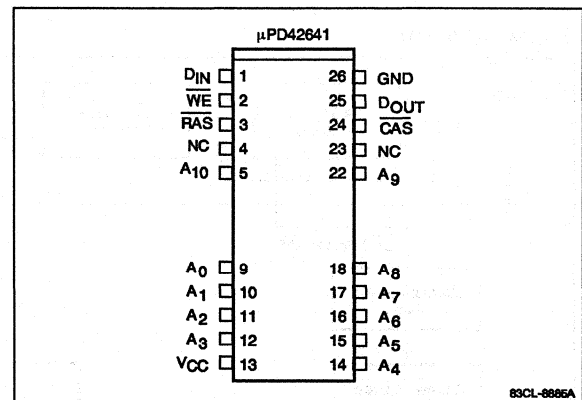 μPD42641
DIN 1 26 GND
WE 2 25 DOUT
RAS 3 24 CAS
NC 4 23 NC
A10 5 22 A9
A0 9 18 A8
A1 10 17 A7
A2 11 16 A6
A3 12 15 A5
VCC 13 14 A4
83CL-8885A